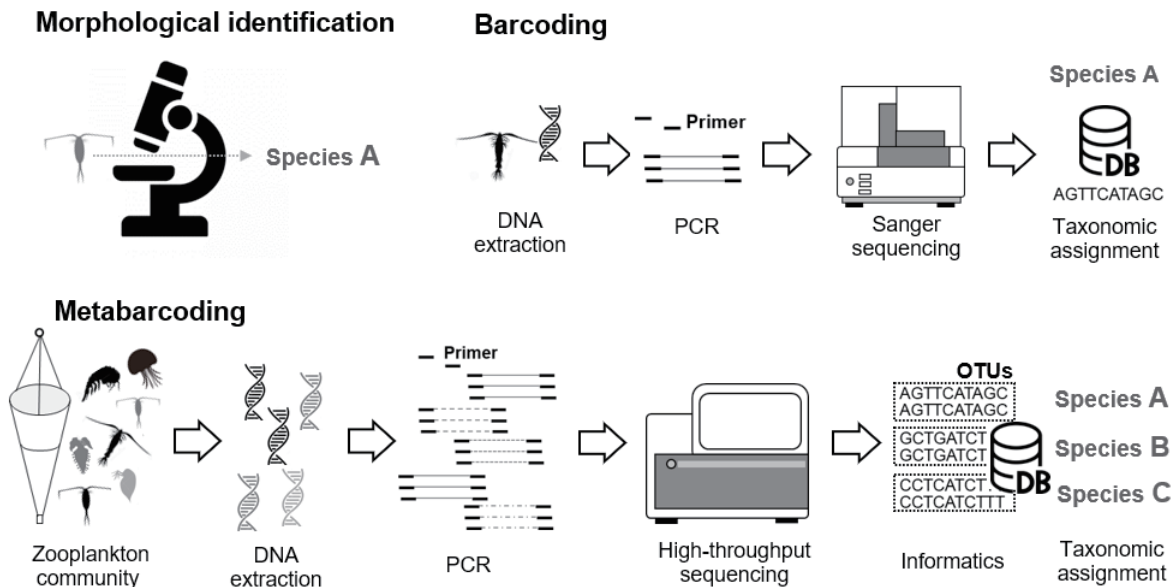 Morphological identification
Species A
Barcoding
Primer
Species A
DB
AGTTCATAGC
DNA
extraction
PCR
Sanger
sequencing
Taxonomic
assignment
Metabarcoding
Primer
OTUs
AGTTCATAGC
AGTTCATAGC
Species A
GCTGATCT
GCTGATCT
Species B
DB
CCTCATCT
CCTCATCTTT
Species C
Zooplankton
community
DNA
extraction
PCR
High-throughput
sequencing
Informatics
Taxonomic
assignment